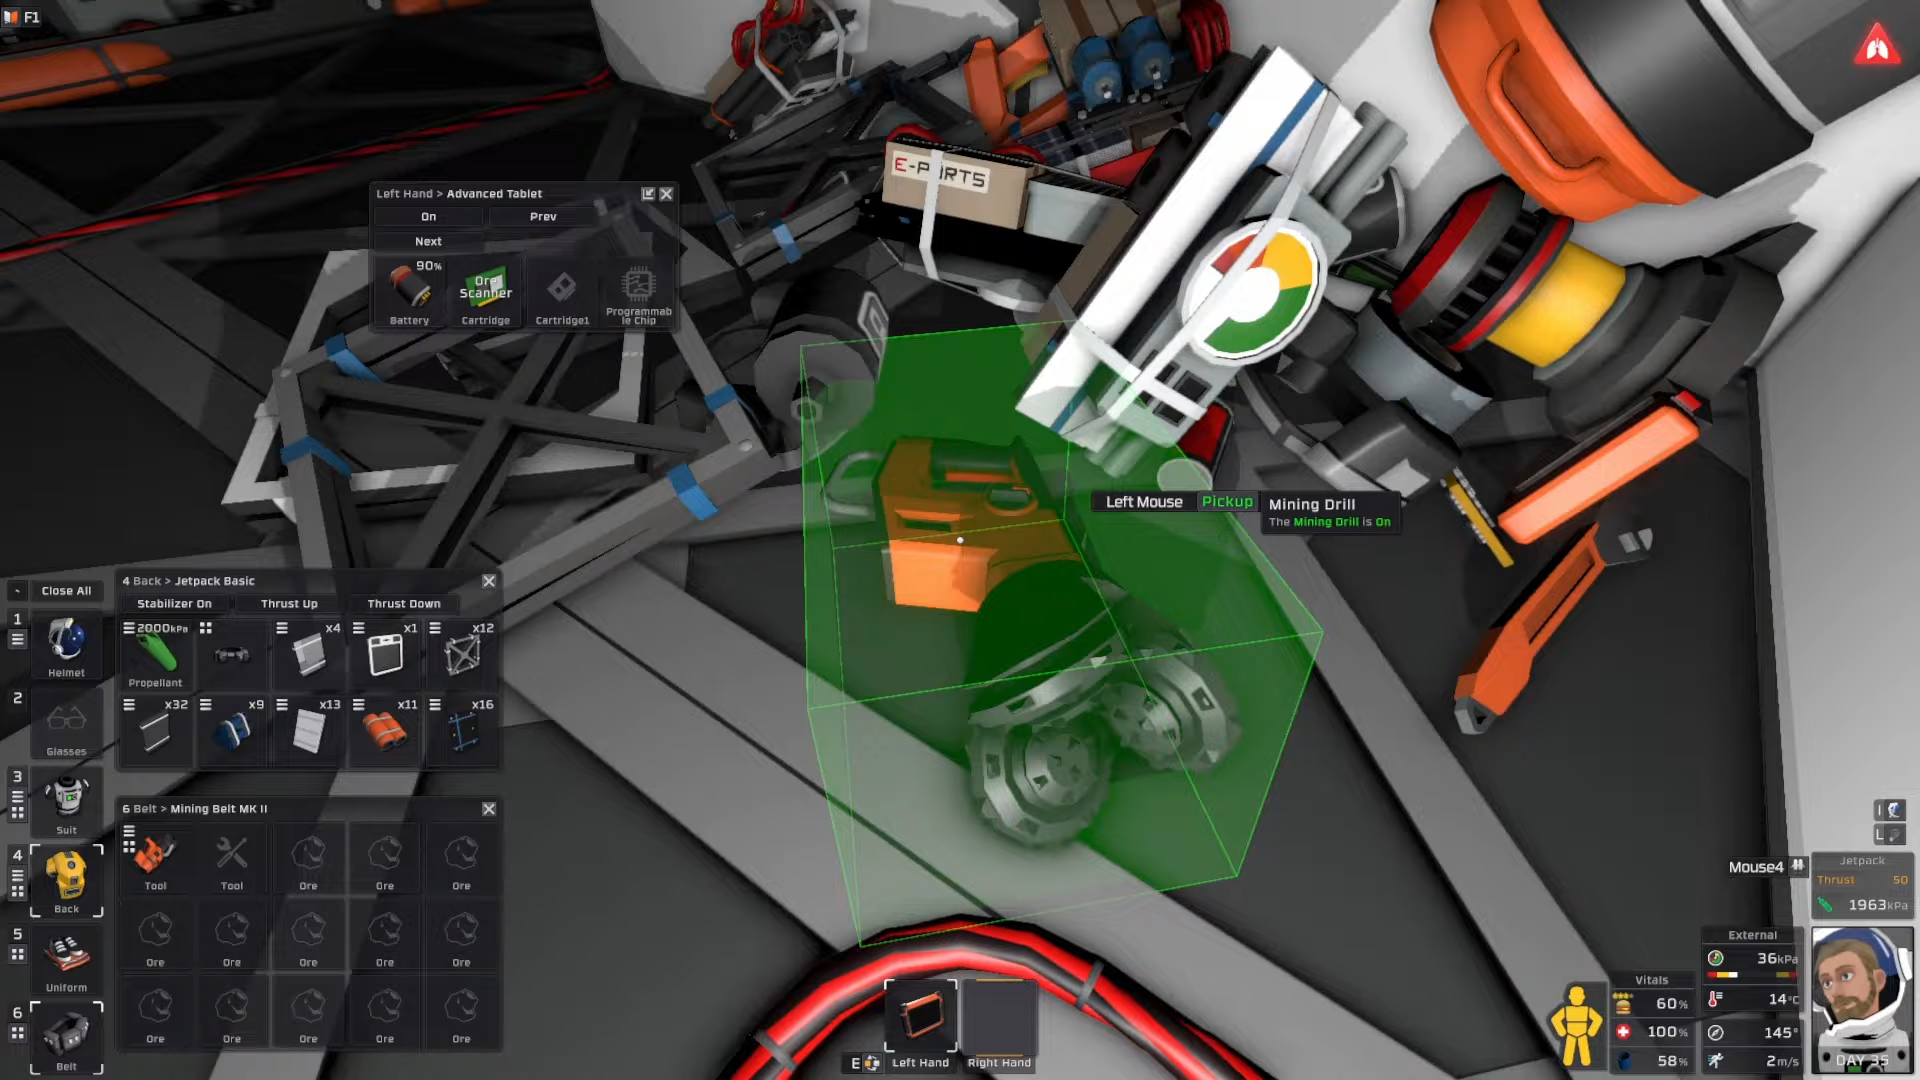 F1
E-PARTS
Left Hand > Advanced Tablet
On
Prev
Next
90%
Ore Scanner
Battery
Cartridge
Cartridge1
Programmab
le Chip
Left Mouse
Pickup
Mining Drill
The Mining Drill is On
Close All
4 Back > Jetpack Basic
Stabilizer On
Thrust Up
Thrust Down
2000kPa
x4
x1
x12
Propellant
x32
x9
x13
x11
x16
6 Belt > Mining Belt MK II
Tool
Tool
Ore
Ore
Ore
Ore
Ore
Ore
Ore
Ore
Ore
Ore
Ore
Ore
Ore
1
Helmet
2
Glasses
3
Suit
4
Back
5
Uniform
6
Belt
E
Left Hand
Right Hand
I
L
Mouse4
Jetpack
Thrust 50
1963kPa
External
36kPa
14°C
145°
2m/s
Vitals
60%
100%
58%
DAY 35